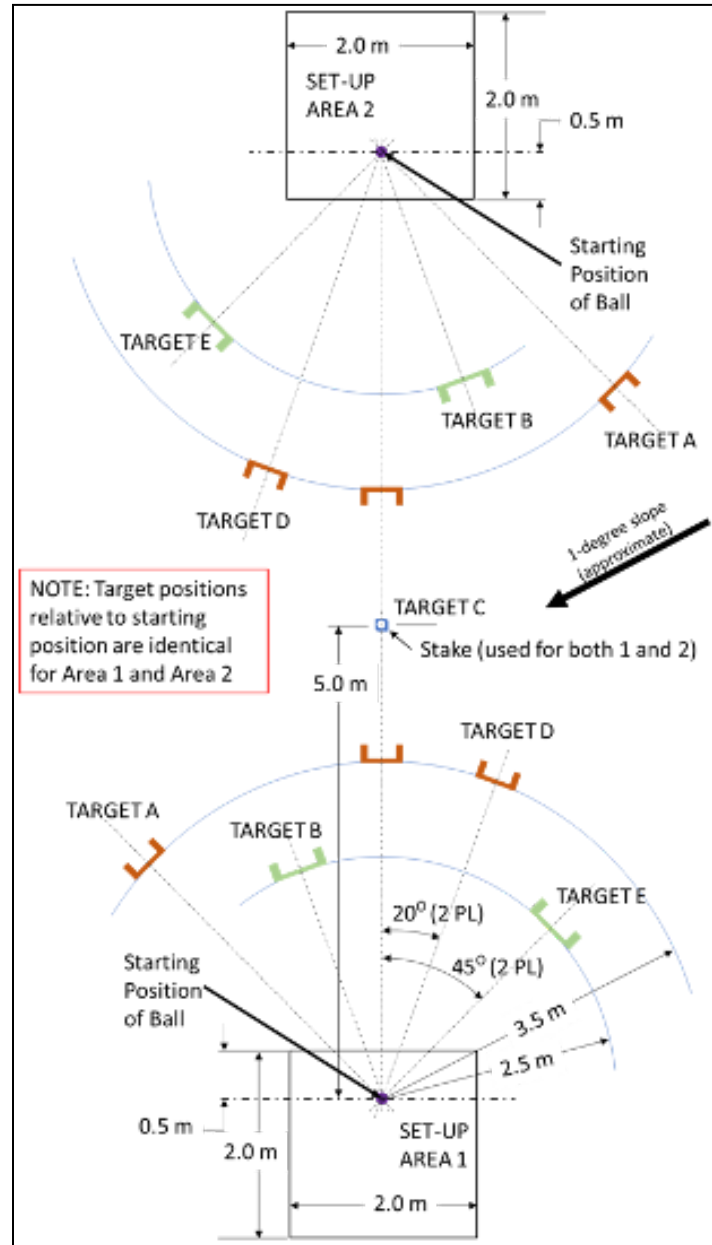 2.0 m
SET-UP
AREA 2
2.0 m
0.5 m
Starting
Position
of Ball
TARGET E
TARGET B
TARGET A
TARGET D
1-degree slope
(approximate)
NOTE: Target positions
relative to starting
position are identical
for Area 1 and Area 2
TARGET C
Stake (used for both 1 and 2)
5.0 m
TARGET D
TARGET A
TARGET B
TARGET E
20⁰ (2 PL)
45⁰ (2 PL)
Starting
Position
of Ball
3.5 m
2.5 m
0.5 m
2.0 m
SET-UP
AREA 1
2.0 m